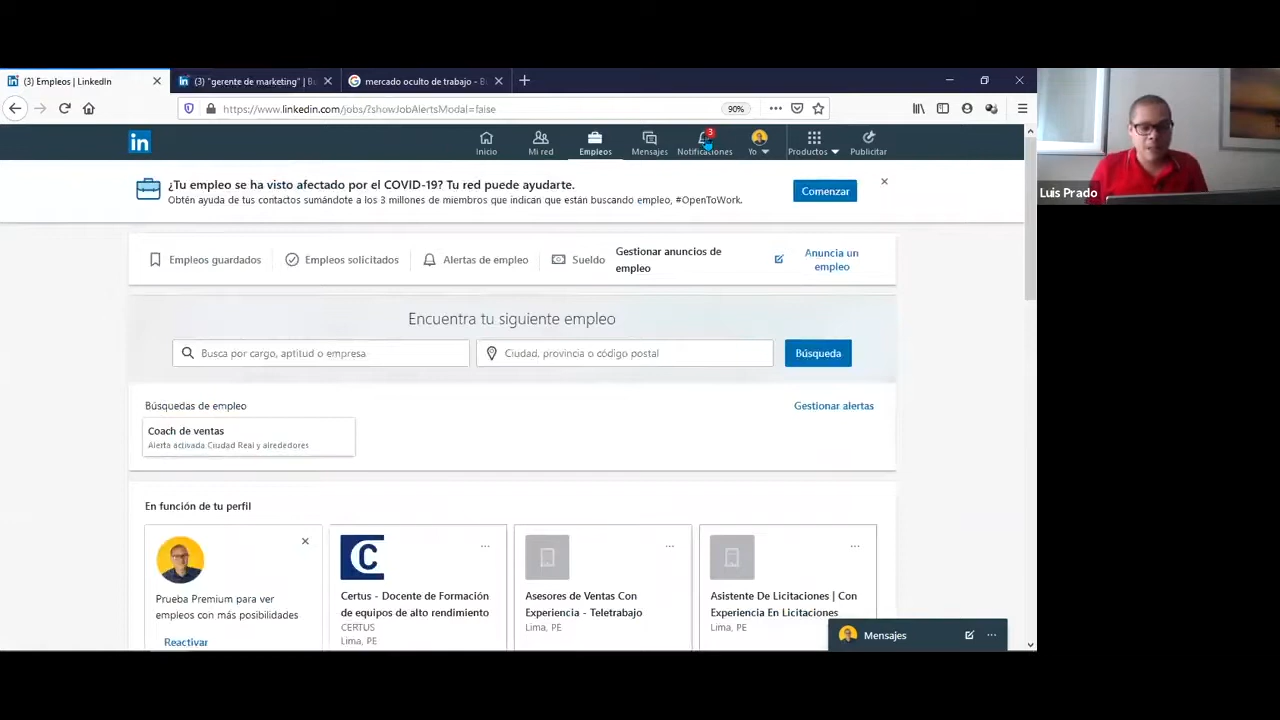 (3) Empleos | LinkedIn
(3) "gerente de marketing" | Bu
mercado oculto de trabajo - B
https://www.linkedin.com/jobs/?showJobAlertsModal=false
90%
in
Inicio
Mi red
Empleos
Mensajes
3
Notificaciones
Yo
Productos
Publicitar
¿Tu empleo se ha visto afectado por el COVID-19? Tu red puede ayudarte.
Obtén ayuda de tus contactos sumándote a los 3 millones de miembros que indican que están buscando empleo, #OpenToWork.
Comenzar
Luis Prado
Empleos guardados
Empleos solicitados
Alertas de empleo
Sueldo
Gestionar anuncios de
empleo
Anuncia un
empleo
Encuentra tu siguiente empleo
Busca por cargo, aptitud o empresa
Ciudad, provincia o código postal
Búsqueda
Búsquedas de empleo
Gestionar alertas
Coach de ventas
Alerta activada Ciudad Real y alrededores
En función de tu perfil
Prueba Premium para ver
empleos con más posibilidades
Reactivar
C
Certus - Docente de Formación
de equipos de alto rendimiento
CERTUS
Lima, PE
Asesores de Ventas Con
Experiencia - Teletrabajo
Lima, PE
Asistente De Licitaciones | Con
Experiencia En Licitaciones
Lima, PE
Mensajes